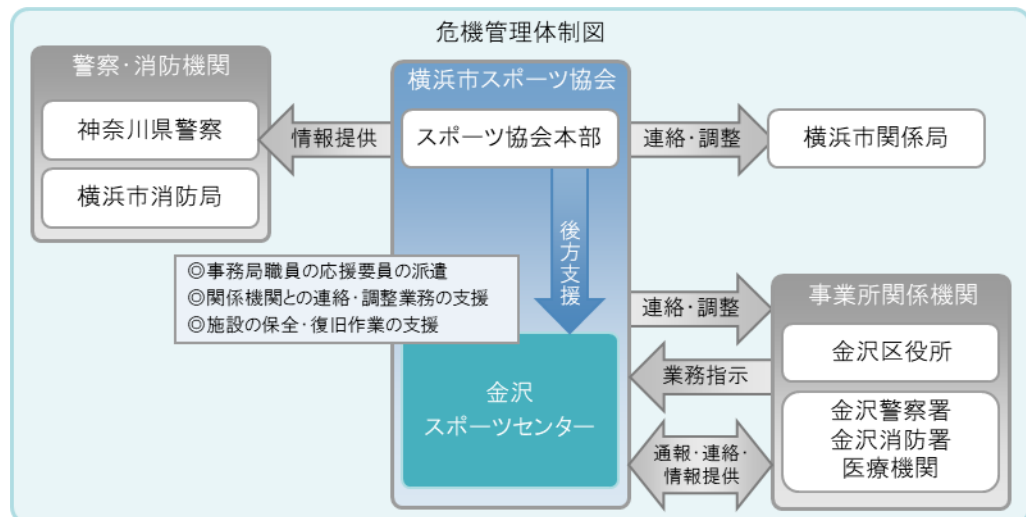 危機管理体制図
警察・消防機関
神奈川県警察
横浜市消防局
情報提供
横浜市スポーツ協会
スポーツ協会本部
連絡・調整
横浜市関係局
後方支援
◎事務局職員の応援要員の派遣
◎関係機関との連絡・調整業務の支援
◎施設の保全・復旧作業の支援
金沢
スポーツセンター
連絡・調整
業務指示
通報・連絡・
情報提供
事業所関係機関
金沢区役所
金沢警察署
金沢消防署
医療機関